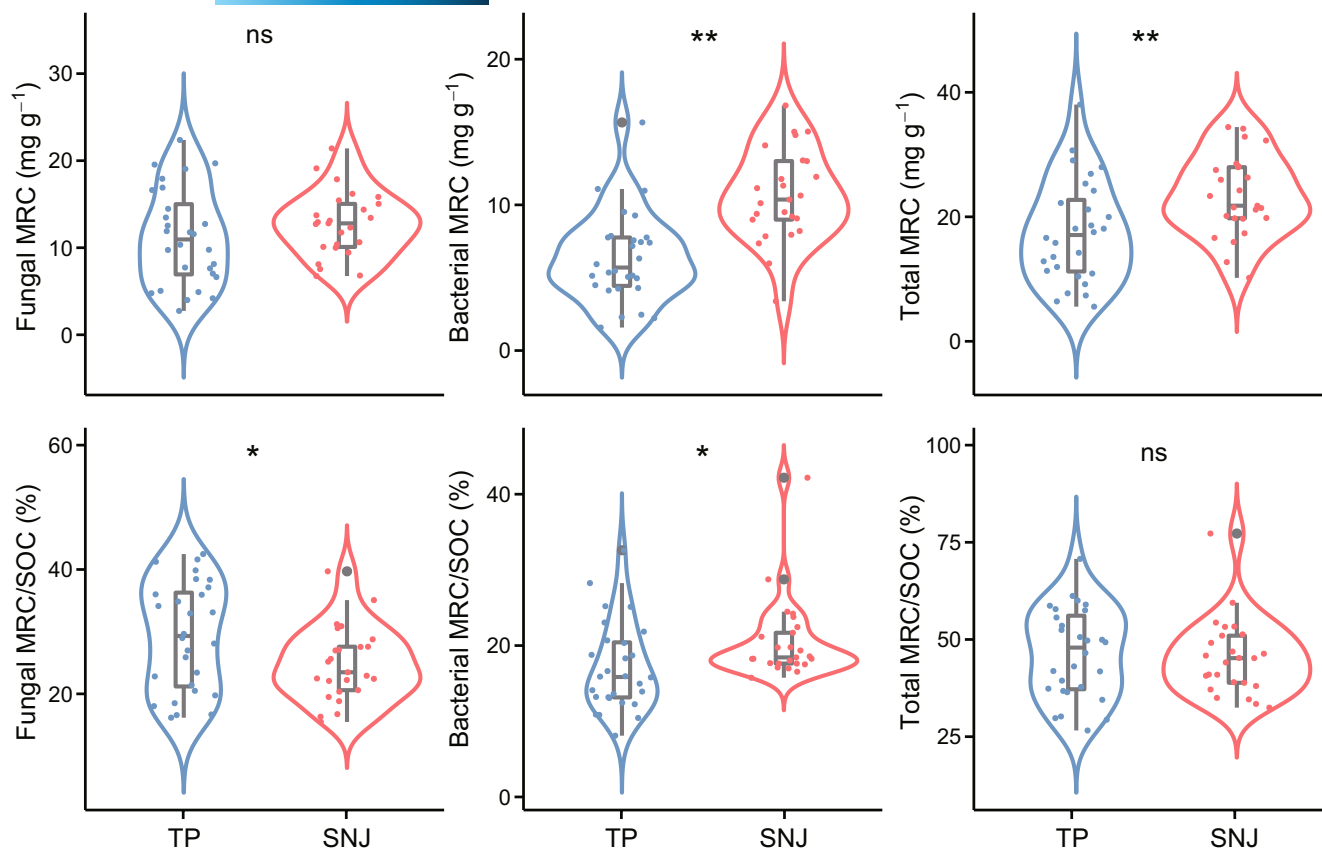 ns
Fungal MRC (mg g⁻¹)
30
20
10
0
**
Bacterial MRC (mg g⁻¹)
20
10
0
**
Total MRC (mg g⁻¹)
40
20
0
*
Fungal MRC/SOC (%)
60
40
20
TP
SNJ
*
Bacterial MRC/SOC (%)
40
20
0
TP
SNJ
ns
Total MRC/SOC (%)
100
75
50
25
TP
SNJ